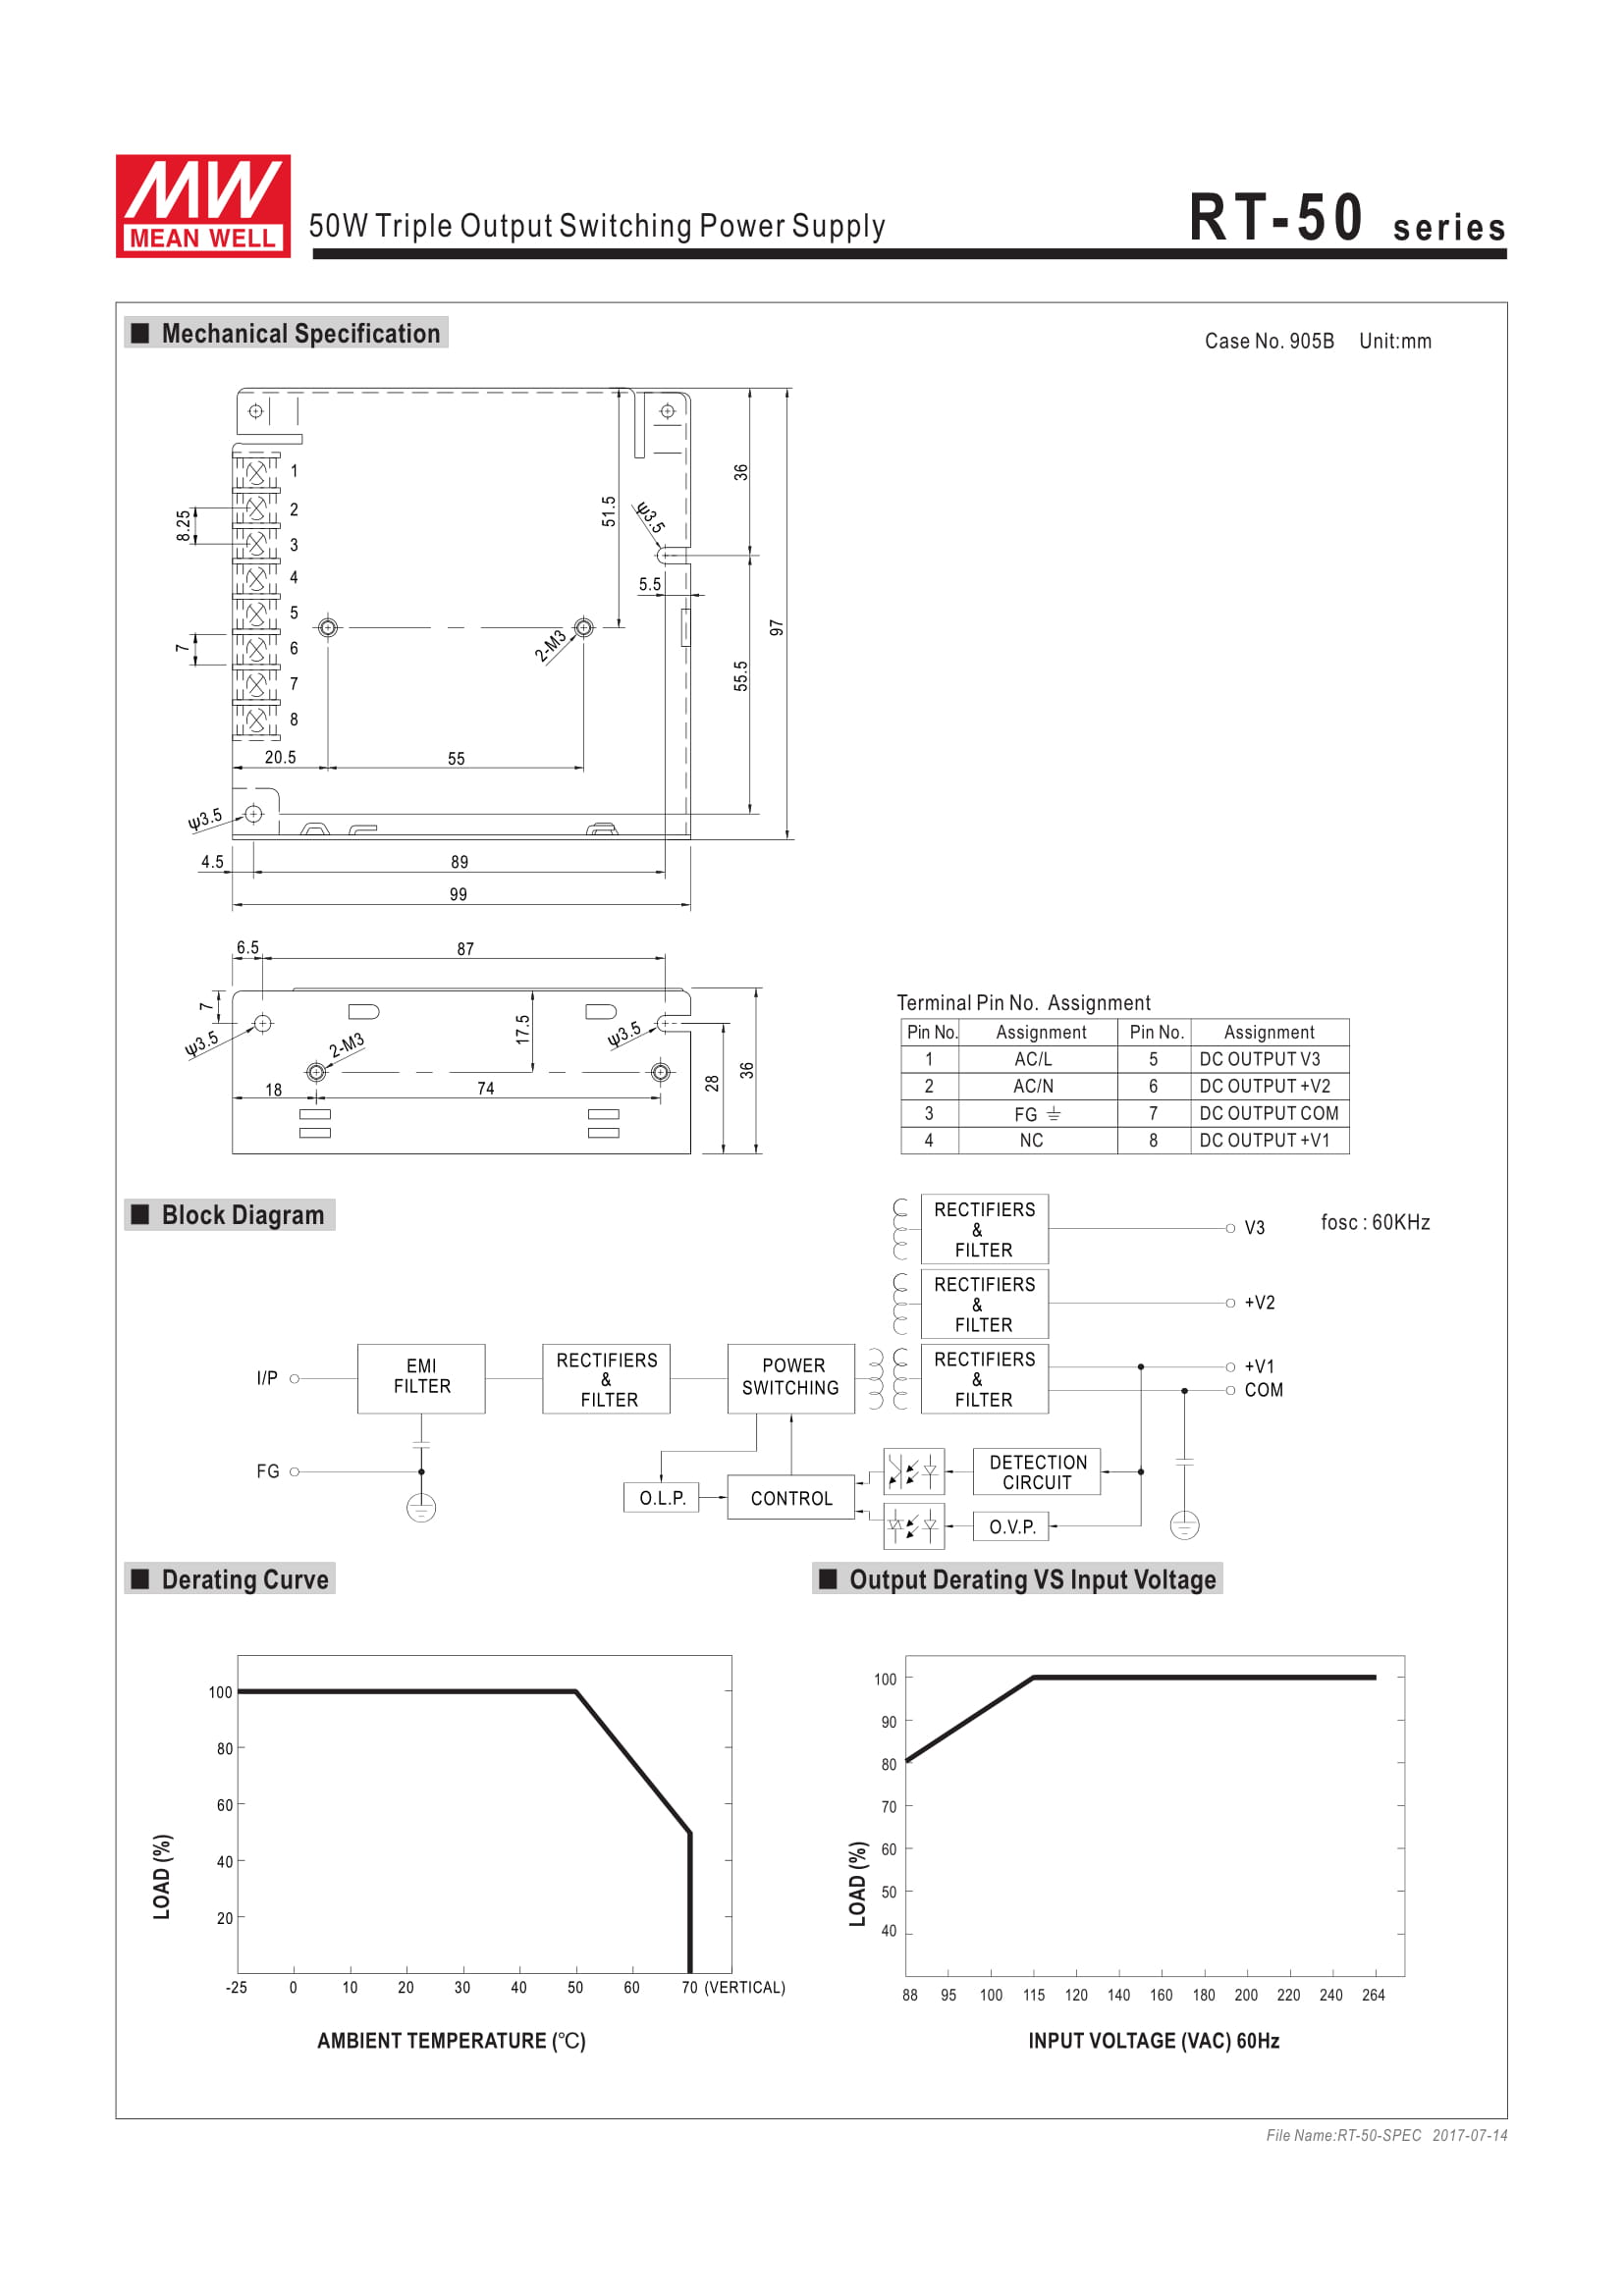 MW
MEAN WELL
50W Triple Output Switching Power Supply
RT-50 series
■ Mechanical Specification
Case No. 905B Unit:mm
1
2
3
4
5
6
7
8
8.25
7
51.5
36
ψ3.5
5.5
97
2-M3
55.5
20.5
55
ψ3.5
4.5
89
99
6.5
87
7
ψ3.5
2-M3
17.5
ψ3.5
18
74
28
36
Terminal Pin No. Assignment
Pin No. Assignment Pin No. Assignment
1 AC/L 5 DC OUTPUT V3
2 AC/N 6 DC OUTPUT +V2
3 FG ⏚ 7 DC OUTPUT COM
4 NC 8 DC OUTPUT +V1
■ Block Diagram
fosc : 60KHz
RECTIFIERS
&
FILTER
V3
RECTIFIERS
&
FILTER
+V2
I/P
EMI
FILTER
RECTIFIERS
&
FILTER
POWER
SWITCHING
RECTIFIERS
&
FILTER
+V1
COM
FG
O.L.P.
CONTROL
DETECTION
CIRCUIT
O.V.P.
■ Derating Curve
100
80
60
40
20
LOAD (%)
-25 0 10 20 30 40 50 60 70 (VERTICAL)
AMBIENT TEMPERATURE (℃)
■ Output Derating VS Input Voltage
100
90
80
70
60
50
40
LOAD (%)
88 95 100 115 120 140 160 180 200 220 240 264
INPUT VOLTAGE (VAC) 60Hz
File Name:RT-50-SPEC 2017-07-14